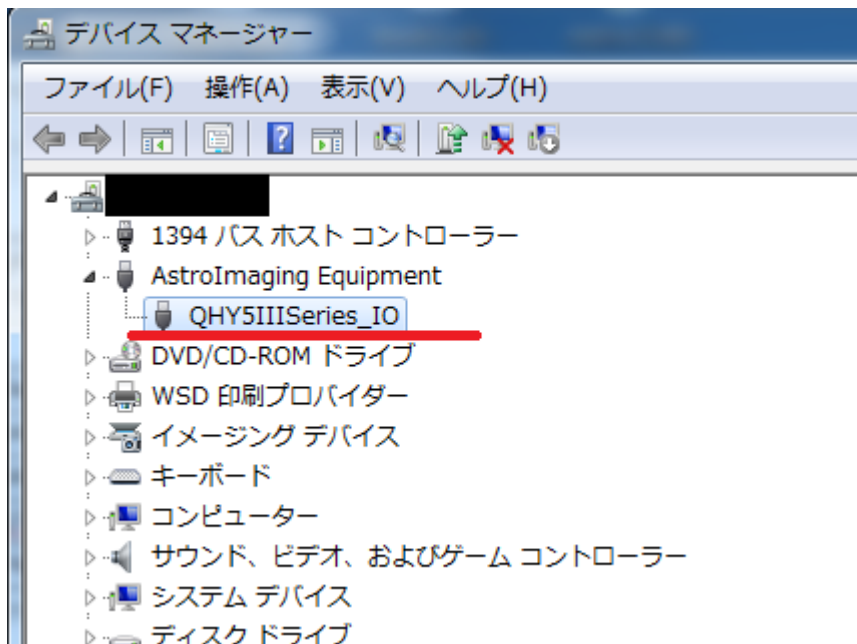 デバイス マネージャー
ファイル(F) 操作(A) 表示(V) ヘルプ(H)
1394 バス ホスト コントローラー
AstroImaging Equipment
QHY5IIISeries_IO
DVD/CD-ROM ドライブ
WSD 印刷プロバイダー
イメージング デバイス
キーボード
コンピューター
サウンド、ビデオ、およびゲーム コントローラー
システム デバイス
ディスク ドライブ